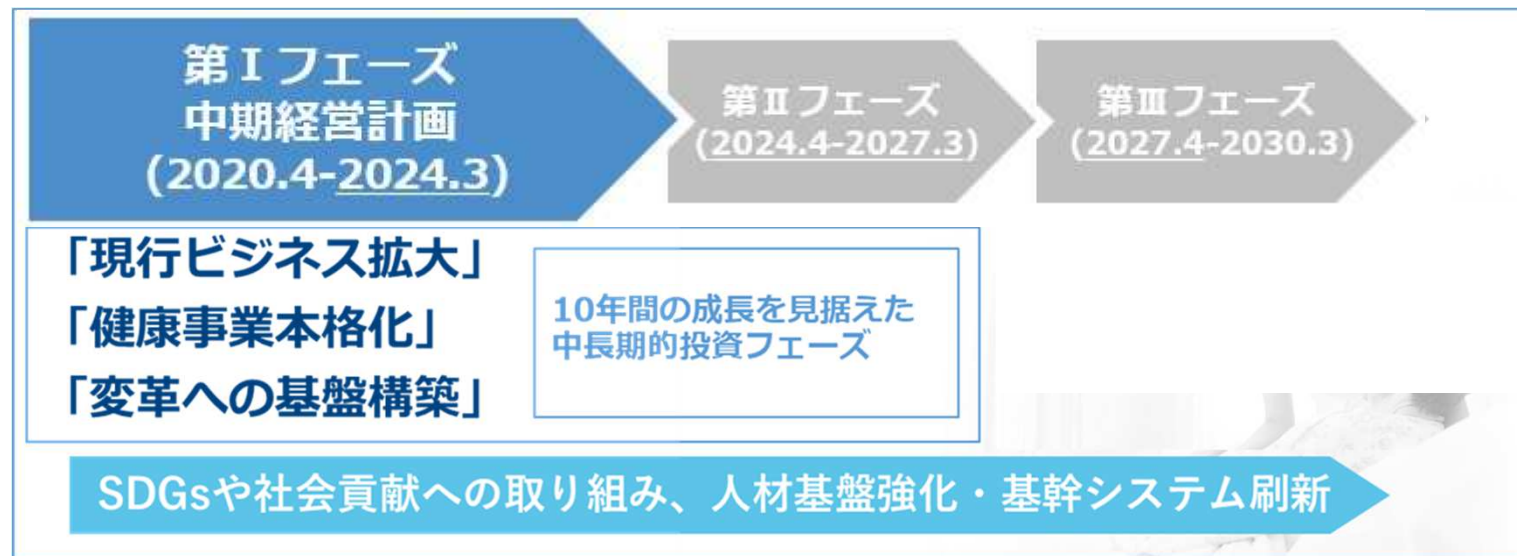 第Ⅰフェーズ
中期経営計画
(2020.4-2024.3)
第Ⅱフェーズ
(2024.4-2027.3)
第Ⅲフェーズ
(2027.4-2030.3)
「現行ビジネス拡大」
「健康事業本格化」
「変革への基盤構築」
10年間の成長を見据えた
中長期的投資フェーズ
SDGsや社会貢献への取り組み、人材基盤強化・基幹システム刷新